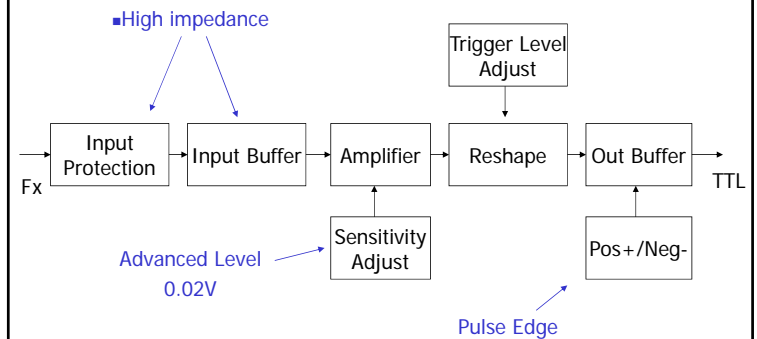 ■High impedance
Trigger Level
Adjust
Input
Protection
Input Buffer
Amplifier
Reshape
Out Buffer
Fx
TTL
Sensitivity
Adjust
Pos+/Neg-
Advanced Level
0.02V
Pulse Edge